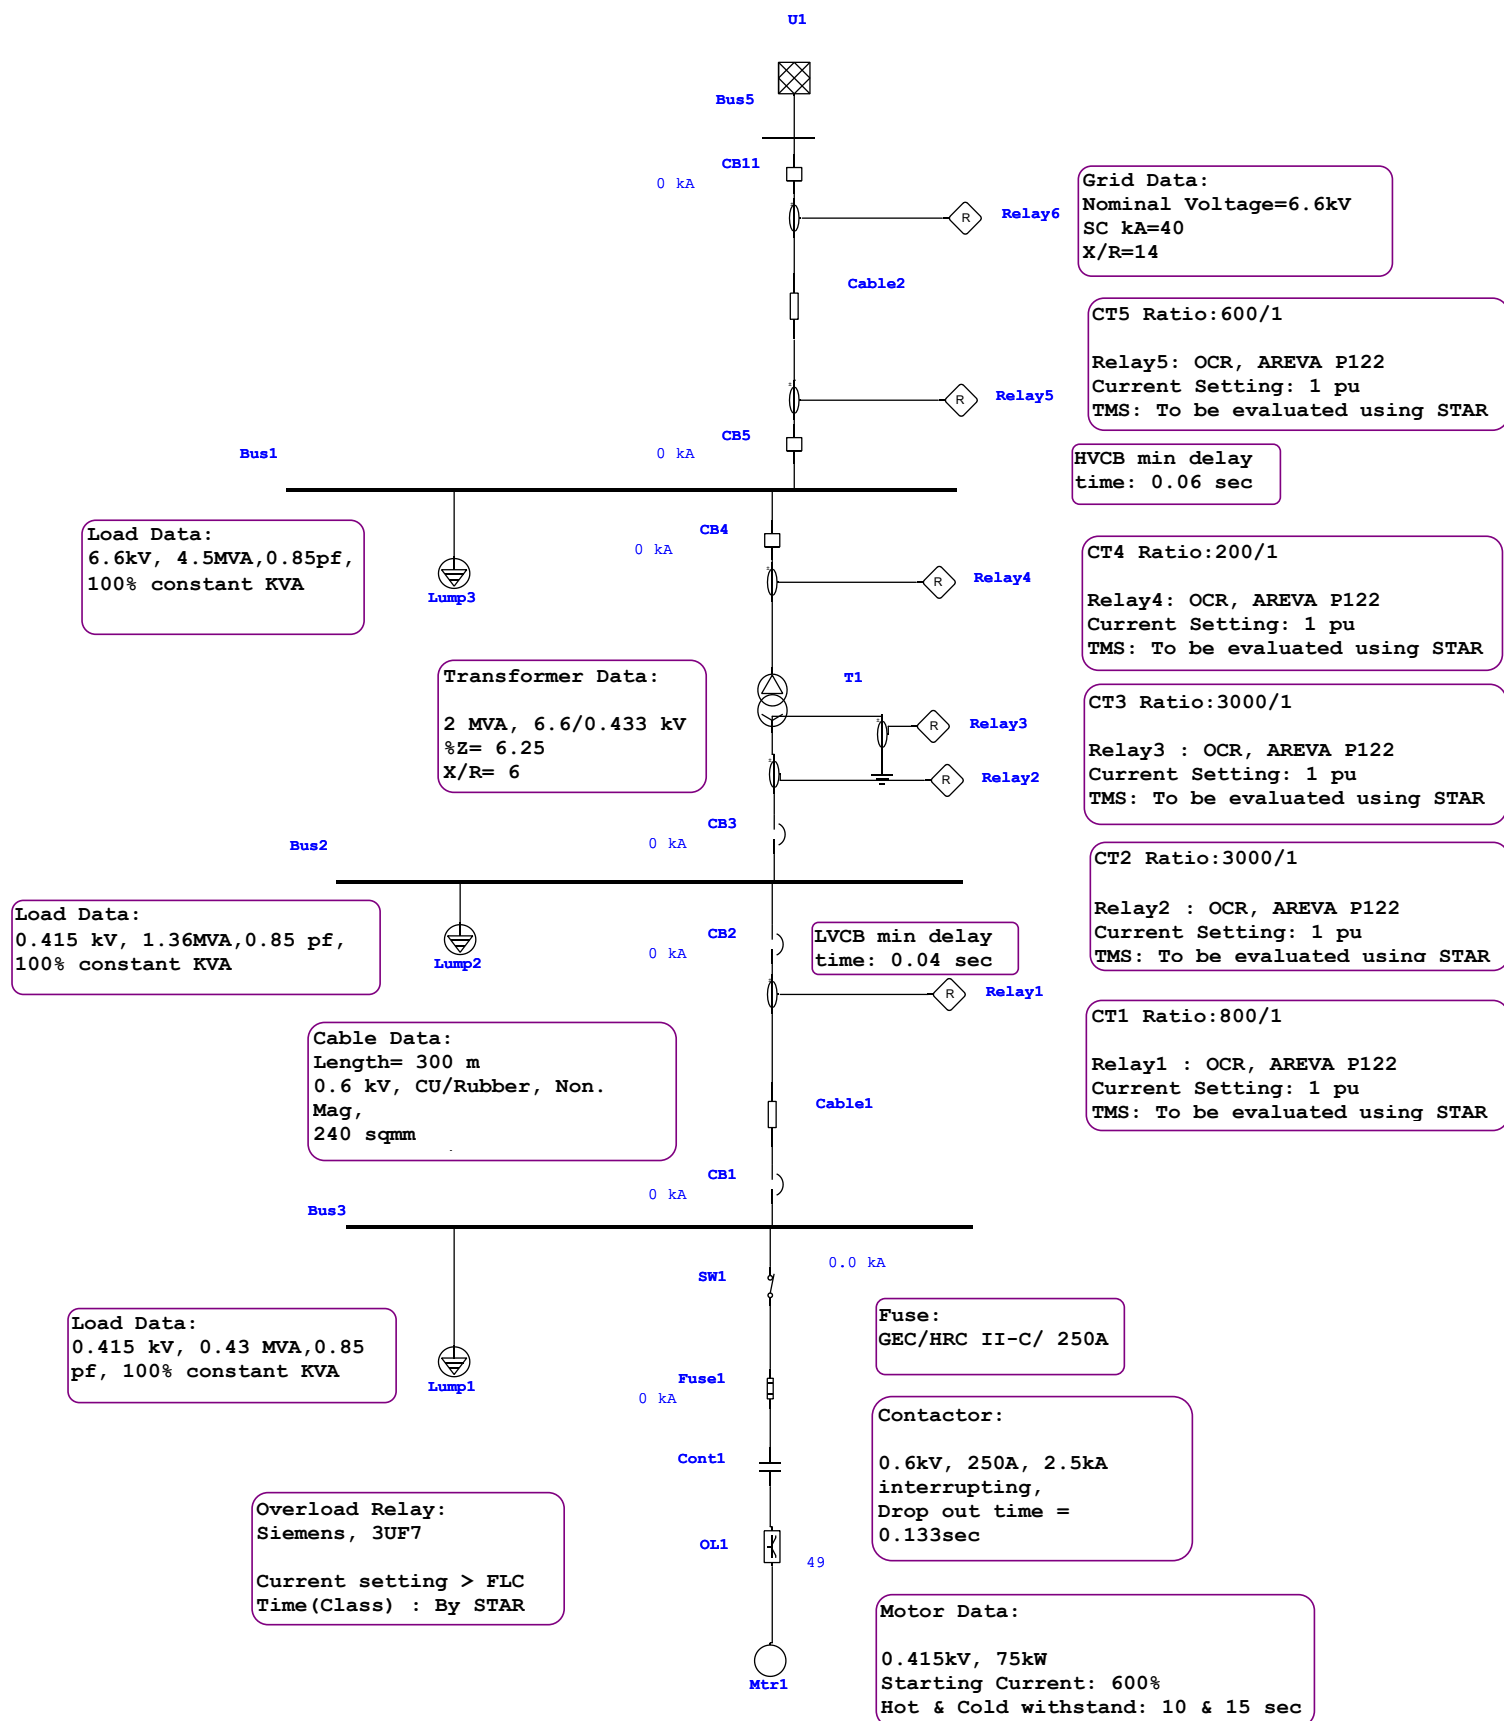 U1
Bus5
CB11
0 kA
R
Relay6
Grid Data:
Nominal Voltage=6.6kV
SC kA=40
X/R=14
Cable2
CT5 Ratio:600/1
Relay5: OCR, AREVA P122
Current Setting: 1 pu
TMS: To be evaluated using STAR
R
Relay5
CB5
0 kA
Bus1
HVCB min delay
time: 0.06 sec
Load Data:
6.6kV, 4.5MVA,0.85pf,
100% constant KVA
Lump3
CB4
0 kA
R
Relay4
CT4 Ratio:200/1
Relay4: OCR, AREVA P122
Current Setting: 1 pu
TMS: To be evaluated using STAR
Transformer Data:
2 MVA, 6.6/0.433 kV
%Z= 6.25
X/R= 6
T1
R
Relay3
R
Relay2
CT3 Ratio:3000/1
Relay3 : OCR, AREVA P122
Current Setting: 1 pu
TMS: To be evaluated using STAR
CB3
0 kA
Bus2
CT2 Ratio:3000/1
Relay2 : OCR, AREVA P122
Current Setting: 1 pu
TMS: To be evaluated using STAR
Load Data:
0.415 kV, 1.36MVA,0.85 pf,
100% constant KVA
Lump2
CB2
0 kA
LVCB min delay
time: 0.04 sec
R
Relay1
CT1 Ratio:800/1
Relay1 : OCR, AREVA P122
Current Setting: 1 pu
TMS: To be evaluated using STAR
Cable Data:
Length= 300 m
0.6 kV, CU/Rubber, Non.
Mag,
240 sqmm
Cable1
CB1
0 kA
Bus3
0.0 kA
SW1
Load Data:
0.415 kV, 0.43 MVA,0.85
pf, 100% constant KVA
Lump1
Fuse:
GEC/HRC II-C/ 250A
Fuse1
0 kA
Cont1
Contactor:
0.6kV, 250A, 2.5kA
interrupting,
Drop out time =
0.133sec
Overload Relay:
Siemens, 3UF7
Current setting > FLC
Time(Class) : By STAR
OL1
49
Mtr1
Motor Data:
0.415kV, 75kW
Starting Current: 600%
Hot & Cold withstand: 10 & 15 sec